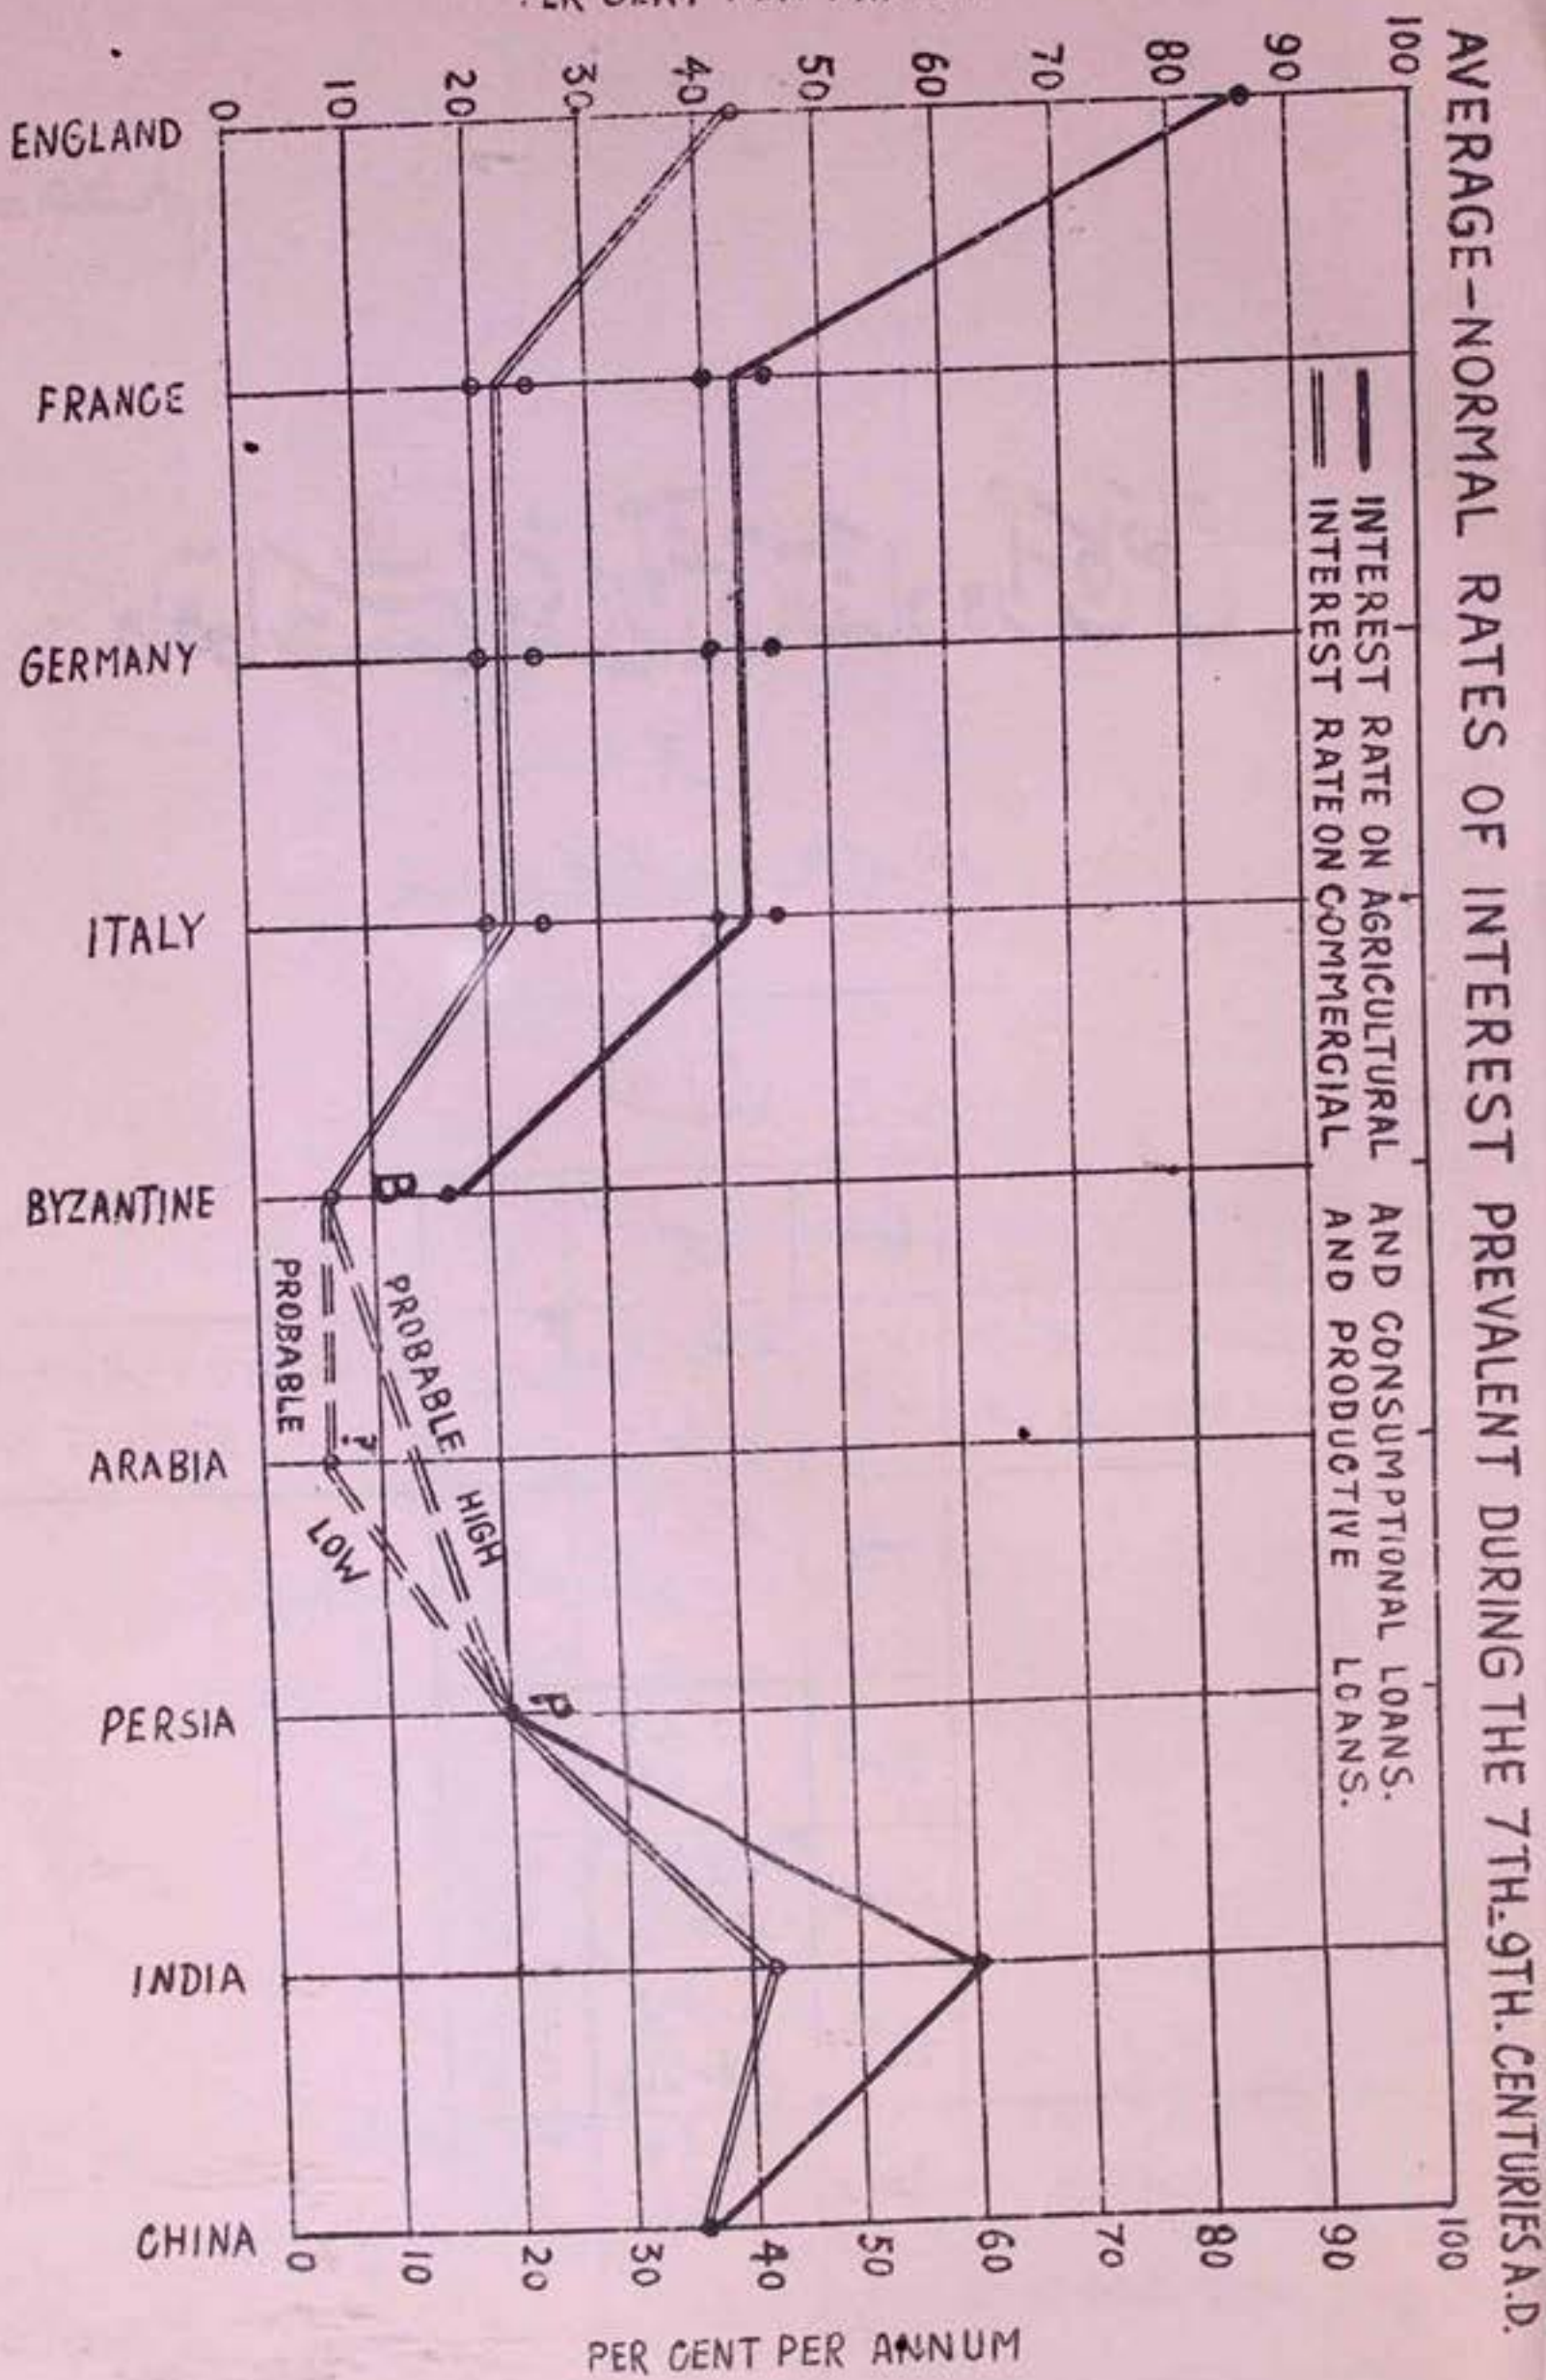 AVERAGE-NORMAL RATES OF INTEREST PREVALENT DURING THE 7TH-9TH. CENTURIES A.D.
INTEREST RATE ON AGRICULTURAL AND CONSUMPTIONAL LOANS.
INTEREST RATE ON COMMERCIAL AND PRODUCTIVE LOANS.
100
90
80
70
60
50
40
30
20
10
0
ENGLAND
FRANCE
GERMANY
ITALY
BYZANTINE
ARABIA
PERSIA
INDIA
CHINA
B
PROBABLE HIGH
PROBABLE LOW
?
P
100
90
80
70
60
50
40
30
20
10
0
PER CENT PER ANNUM